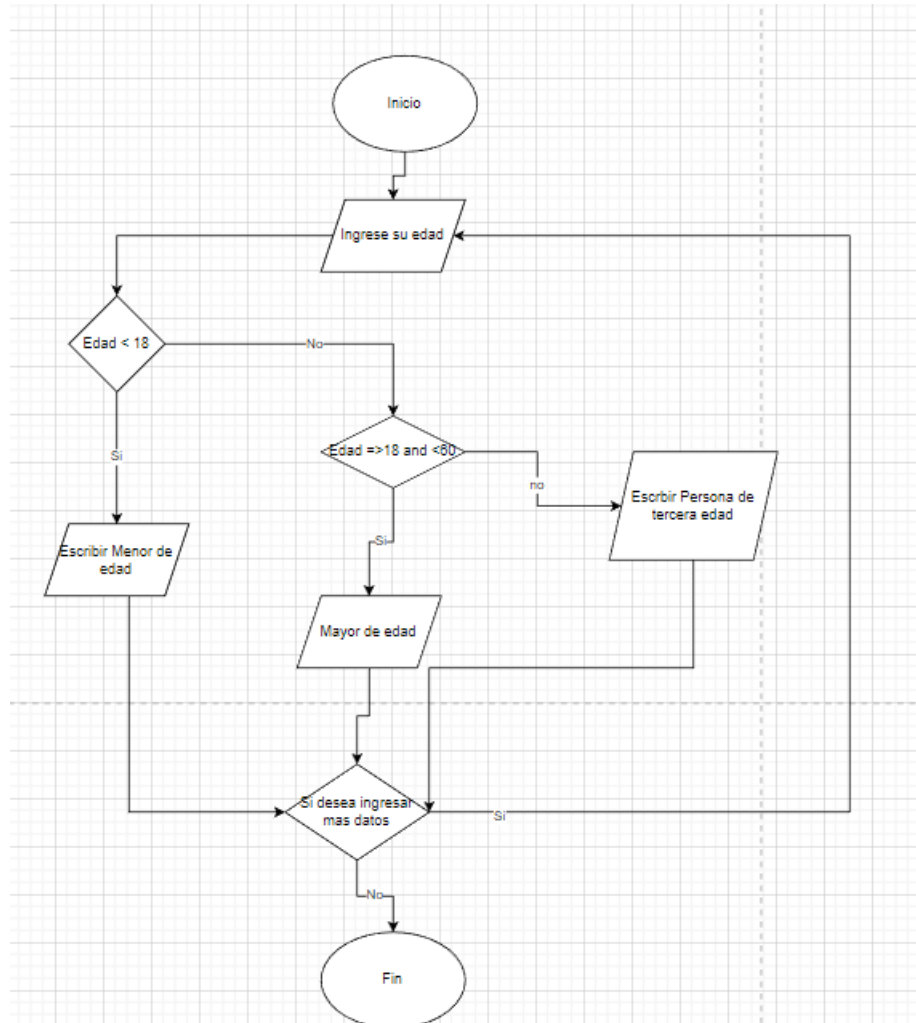 Inicio
Ingrese su edad
Edad < 18
No
Edad =>18 and <60
Si
no
Escrbir Persona de
tercera edad
Escribir Menor de
edad
Si
Mayor de edad
Si desea ingresar
mas datos
Si
No
Fin